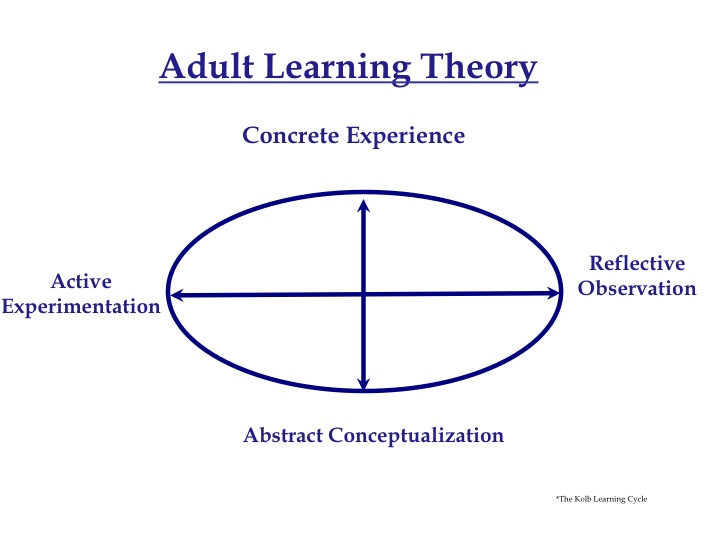 Adult Learning Theory
Concrete Experience
Active
Experimentation
Reflective
Observation
Abstract Conceptualization
*The Kolb Learning Cycle